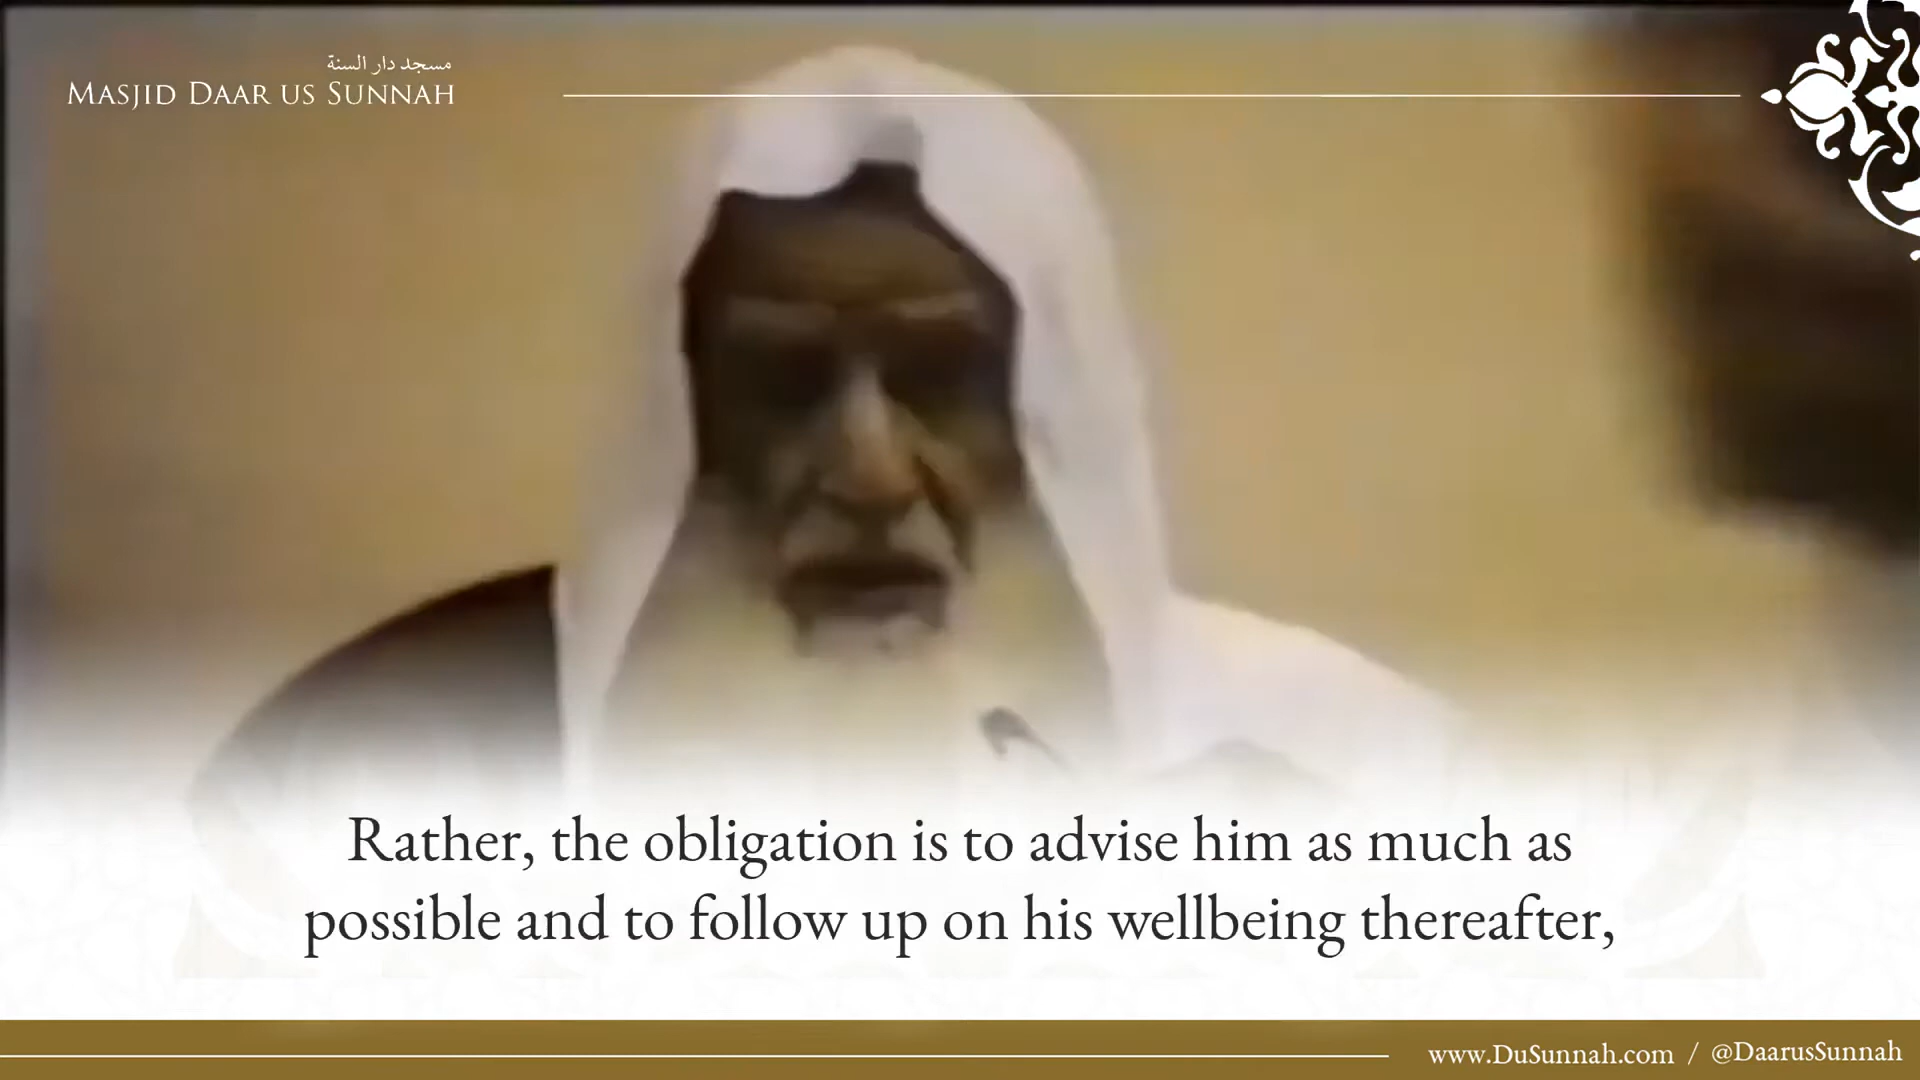 مسجد دار السنة
MASJID DAAR US SUNNAH
Rather, the obligation is to advise him as much as
possible and to follow up on his wellbeing thereafter,
www.DuSunnah.com / @DaarusSunnah